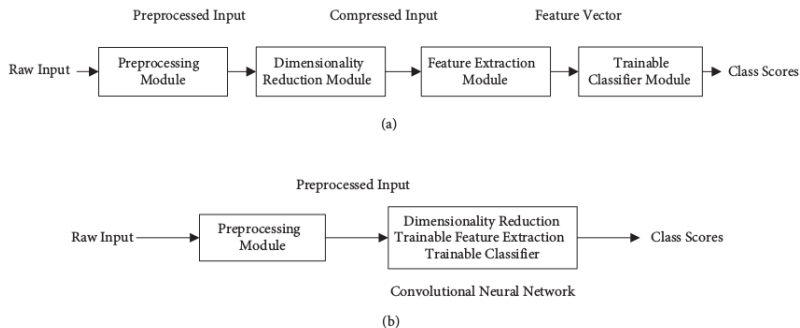 Preprocessed Input
Compressed Input
Feature Vector
Raw Input
Preprocessing
Module
Dimensionality
Reduction Module
Feature Extraction
Module
Trainable
Classifier Module
Class Scores
(a)
Preprocessed Input
Raw Input
Preprocessing
Module
Dimensionality Reduction
Trainable Feature Extraction
Trainable Classifier
Class Scores
Convolutional Neural Network
(b)